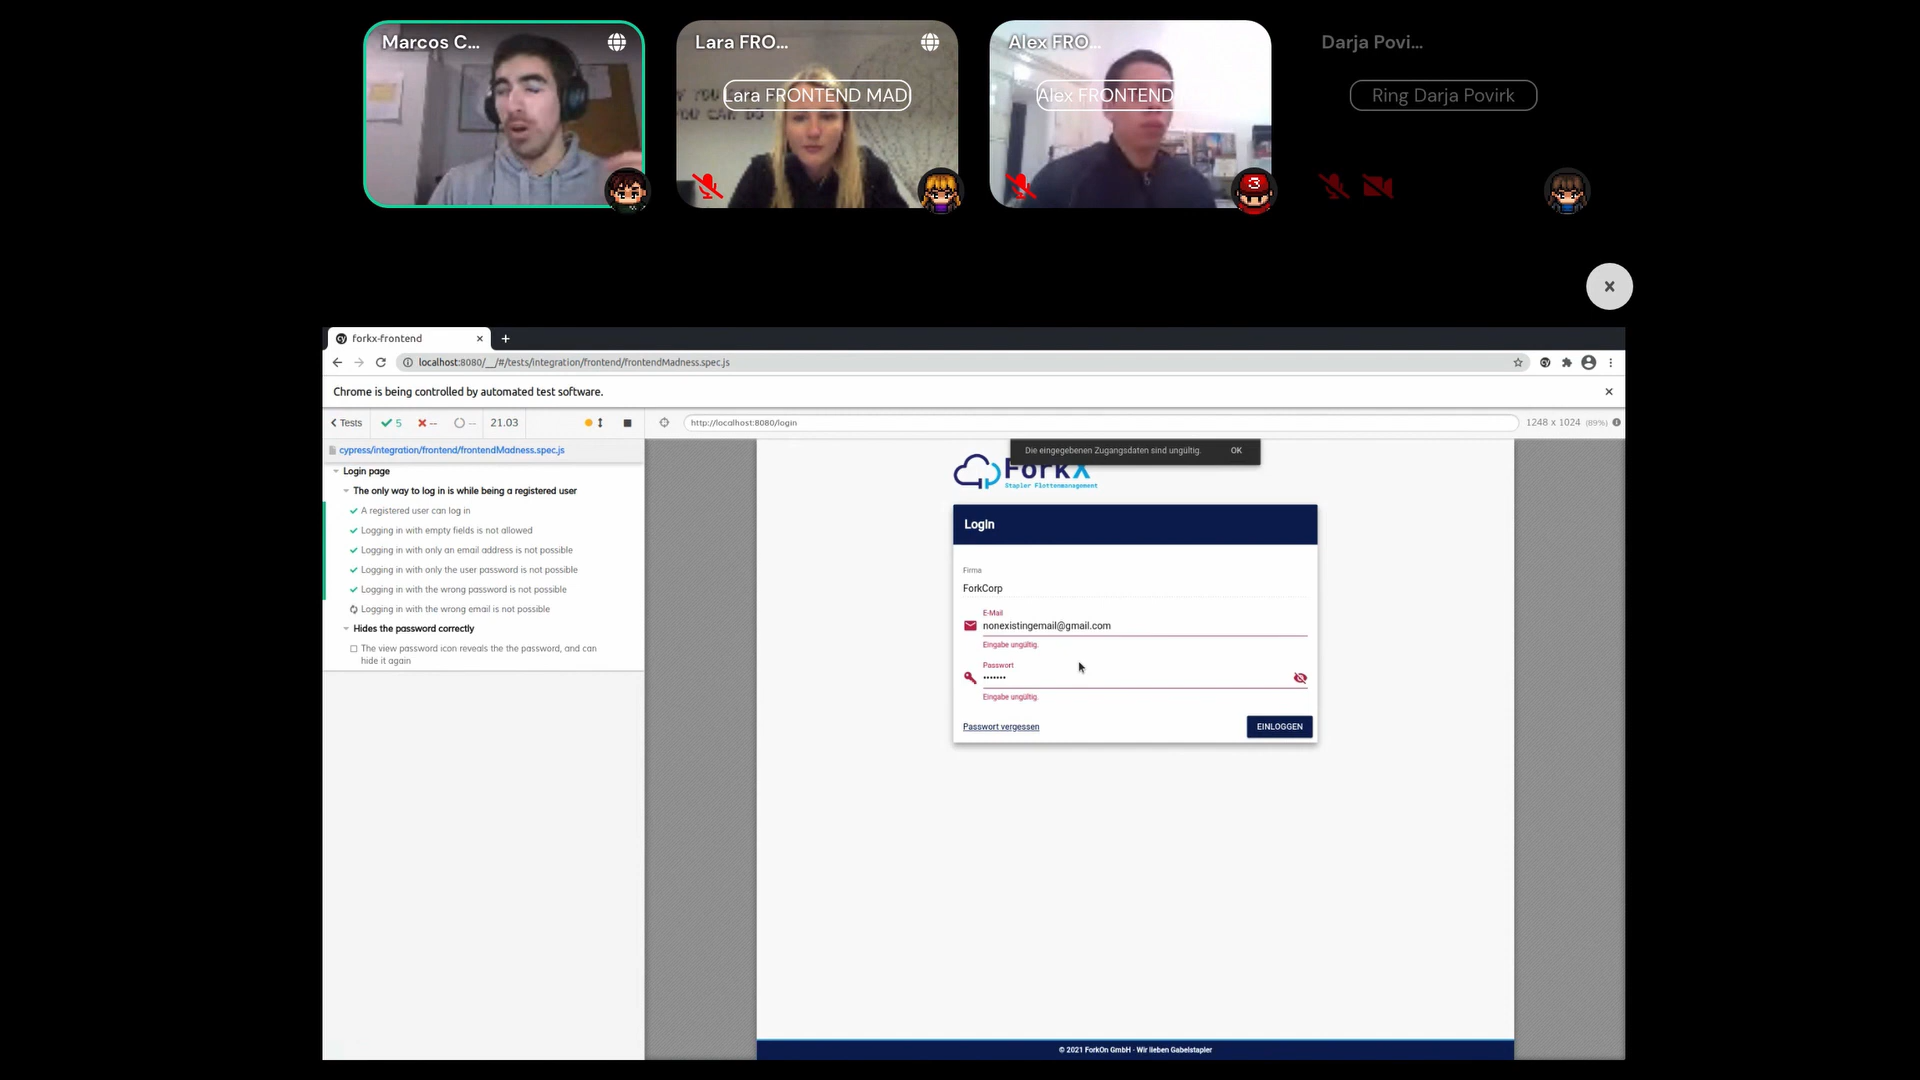 Marcos C...
Lara FRO...
Lara FRONTEND MAD
Alex FRO...
Alex FRONTEND
Darja Povi...
Ring Darja Povirk
3
forkx-frontend
localhost:8080/__/#/tests/integration/frontend/frontendMadness.spec.js
Chrome is being controlled by automated test software.
Tests
5
--
--
21.03
http://localhost:8080/login
1248 x 1024 (89%)
cypress/integration/frontend/frontendMadness.spec.js
Login page
The only way to log in is while being a registered user
A registered user can log in
Logging in with empty fields is not allowed
Logging in with only an email address is not possible
Logging in with only the user password is not possible
Logging in with the wrong password is not possible
Logging in with the wrong email is not possible
Hides the password correctly
The view password icon reveals the the password, and can
hide it again
Die eingegebenen Zugangsdaten sind ungültig.
OK
ForkX
Stapler Flottenmanagement
Login
Firma
ForkCorp
E-Mail
nonexistingemail@gmail.com
Eingabe ungültig.
Passwort
•••••••
Eingabe ungültig.
Passwort vergessen
EINLOGGEN
© 2021 ForkOn GmbH - Wir lieben Gabelstapler